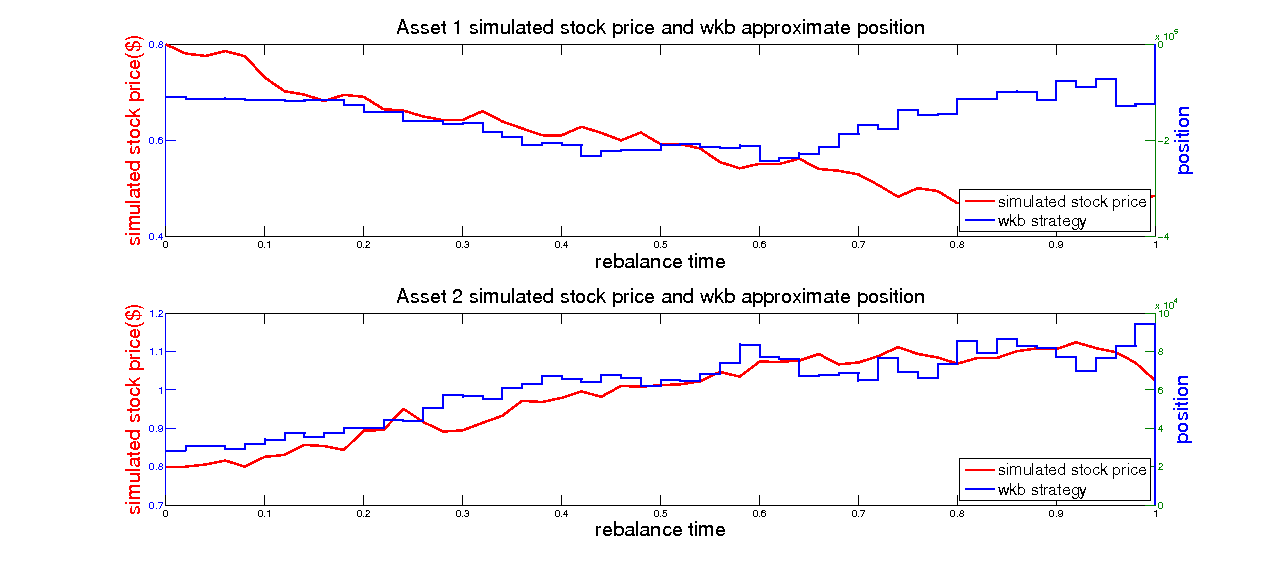 Asset 1 simulated stock price and wkb approximate position
simulated stock price($)
0.8
0.6
0.4
0
-2
-4
position
simulated stock price
wkb strategy
0 0.1 0.2 0.3 0.4 0.5 0.6 0.7 0.8 0.9 1
rebalance time
Asset 2 simulated stock price and wkb approximate position
simulated stock price($)
x 10^4
1.2
1.1
1
0.9
0.8
0.7
10
8
6
4
2
0
position
simulated stock price
wkb strategy
0 0.1 0.2 0.3 0.4 0.5 0.6 0.7 0.8 0.9 1
rebalance time